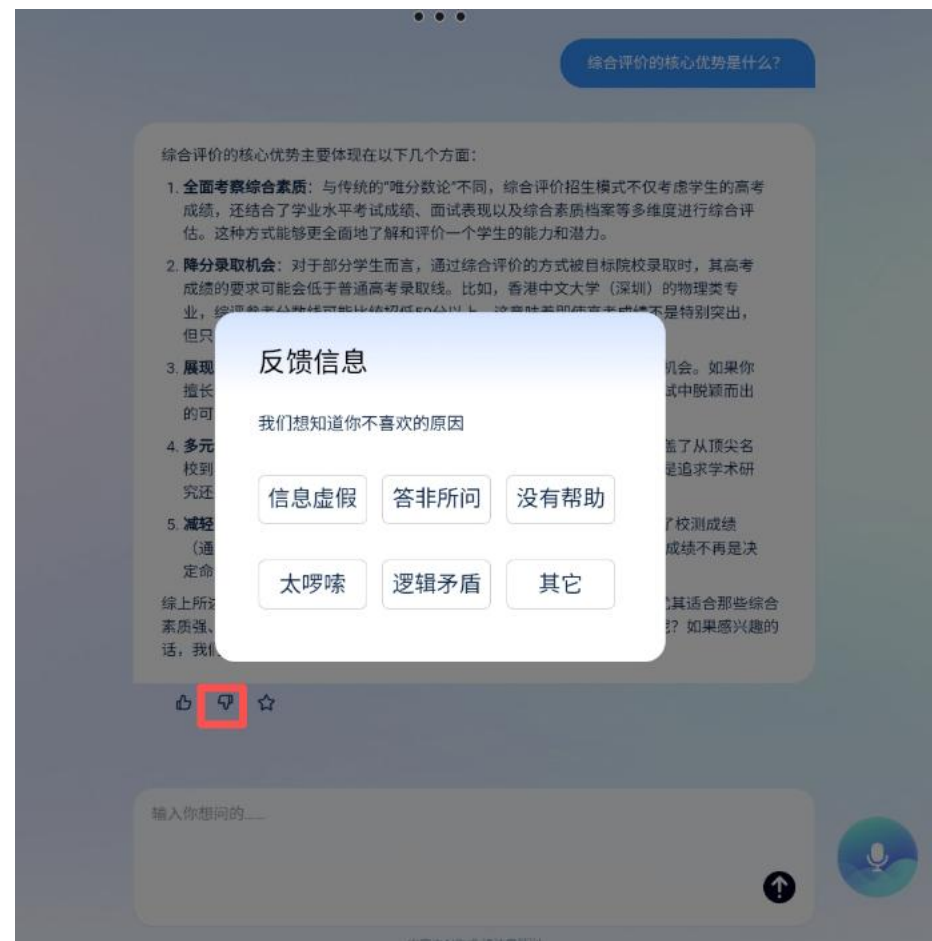 综合评价的核心优势是什么?
综合评价的核心优势主要体现在以下几个方面:
1. 全面考察综合素质:与传统的"唯分数论"不同,综合评价招生模式不仅考虑学生的高考
成绩,还结合了学业水平考试成绩、面试表现以及综合素质档案等多维度进行综合评
估。这种方式能够更全面地了解和评价一个学生的能力和潜力。
2. 降分录取机会:对于部分学生而言,通过综合评价的方式被目标院校录取时,其高考
成绩的要求可能会低于普通高考录取线。比如,香港中文大学(深圳)的物理类专
业,
不是特别突出,
但只
3. 展现
机会。如果你
擅长
试中脱颖而出
的可
4. 多元
盖了从顶尖名
校到
是追求学术研
究还
5. 减轻
了校测成绩
(通
成绩不再是决
定命
综上所
尤其适合那些综合
素质强、
?如果感兴趣的
话,我们
反馈信息
我们想知道你不喜欢的原因
信息虚假 答非所问 没有帮助
太啰嗦 逻辑矛盾 其它
输入你想问的......